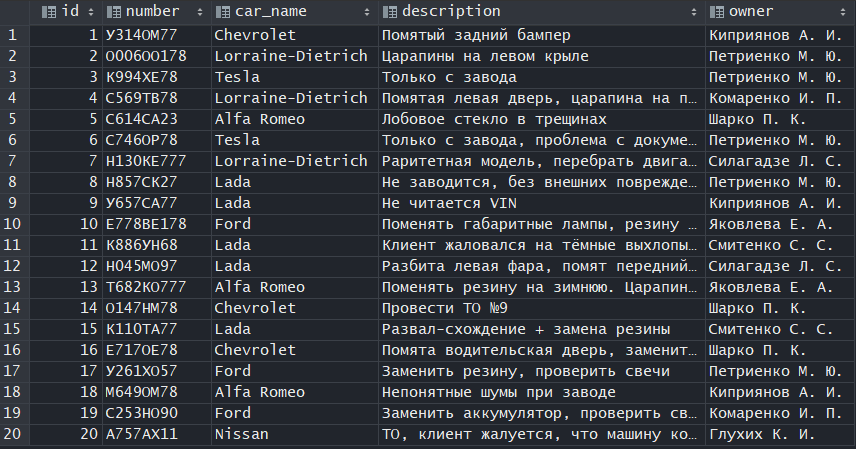 id number car_name description owner
1 1 У314ОМ77 Chevrolet Помятый задний бампер Киприянов А. И.
2 2 О006ОО178 Lorraine-Dietrich Царапины на левом крыле Петриенко М. Ю.
3 3 К994ХЕ78 Tesla Только с завода Петриенко М. Ю.
4 4 С569ТВ78 Lorraine-Dietrich Помятая левая дверь, царапина на п… Комаренко И. П.
5 5 С614СА23 Alfa Romeo Лобовое стекло в трещинах Шарко П. К.
6 6 С746ОР78 Tesla Только с завода, проблема с докуме… Петриенко М. Ю.
7 7 Н130КЕ777 Lorraine-Dietrich Раритетная модель, перебрать двига… Силагадзе Л. С.
8 8 Н857СК27 Lada Не заводится, без внешних поврежде… Петриенко М. Ю.
9 9 У657СА77 Lada Не читается VIN Киприянов А. И.
10 10 Е778ВЕ178 Ford Поменять габаритные лампы, резину … Яковлева Е. А.
11 11 К886УН68 Lada Клиент жаловался на тёмные выхлопы… Смитенко С. С.
12 12 Н045МО97 Lada Разбита левая фара, помят передний… Силагадзе Л. С.
13 13 Т682КО777 Alfa Romeo Поменять резину на зимнюю. Царапин… Яковлева Е. А.
14 14 О147НМ78 Chevrolet Провести ТО №9 Шарко П. К.
15 15 К110ТА77 Lada Развал-схождение + замена резины Смитенко С. С.
16 16 Е717ОЕ78 Chevrolet Помята водительская дверь, заменит… Шарко П. К.
17 17 У261ХО57 Ford Заменить резину, проверить свечи Петриенко М. Ю.
18 18 М649ОМ78 Alfa Romeo Непонятные шумы при заводе Киприянов А. И.
19 19 С253НО90 Ford Заменить аккумулятор, проверить св… Комаренко И. П.
20 20 А757АХ11 Nissan ТО, клиент жалуется, что машину ко… Глухих К. И.